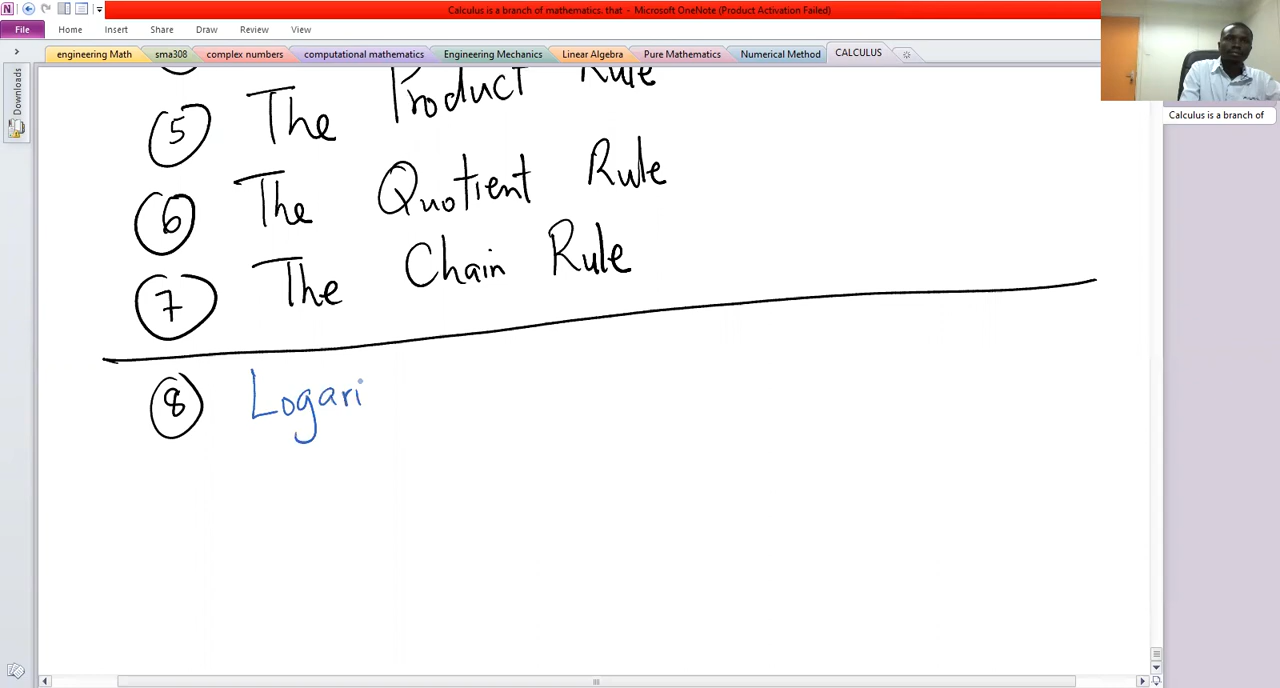 Calculus is a branch of mathematics. that - Microsoft OneNote (Product Activation Failed)
File Home Insert Share Draw Review View
engineering Math sma308 complex numbers computational mathematics Engineering Mechanics Linear Algebra Pure Mathematics Numerical Method CALCULUS
Downloads
Calculus is a branch of
5 The Product Rule
6 The Quotient Rule
7 The Chain Rule
8 Logari